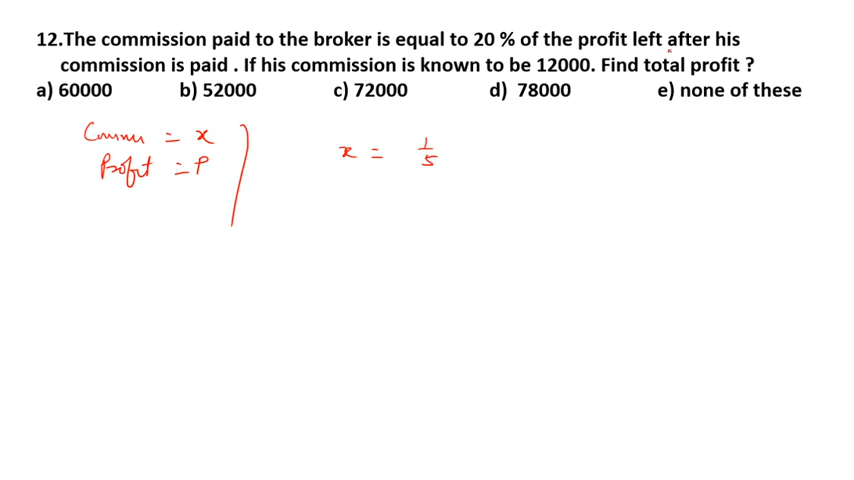 12.The commission paid to the broker is equal to 20 % of the profit left after his
commission is paid . If his commission is known to be 12000. Find total profit ?
a) 60000 b) 52000 c) 72000 d) 78000 e) none of these
Comm = x
Profit = P
x = 1/5